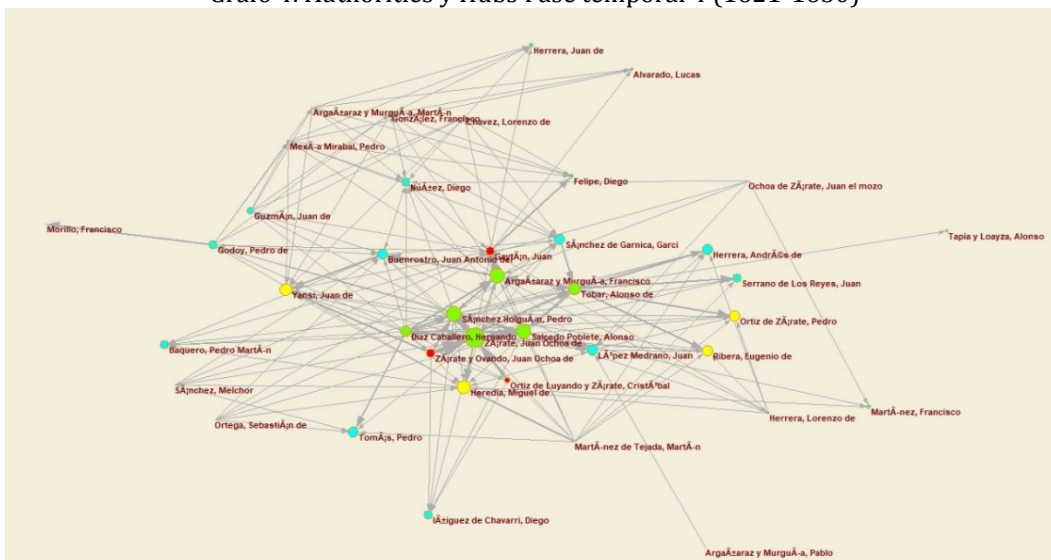 Authorities y Hubs Fase temporal
Herrera, Juan de
Alvarado, Lucas
ArgaÃ±araz y MurguÃ-a, MartÃ-n
GonzÃ¡lez, Francisco
Chavez, Lorenzo de
MexÃ-a Mirabal, Pedro
Felipe, Diego
NuÃ±ez, Diego
Ochoa de ZÃ¡rate, Juan el mozo
GuzmÃ¡n, Juan de
Morillo, Francisco
Tapia y Loayza, Alonso
Godoy, Pedro de
SÃ¡nchez de Garnica, Garci
Buenrostro, Juan Antonio de
GaytÃ¡n, Juan
Herrera, AndrÃ©s de
ArgaÃ±araz y MurguÃ-a, Francisco
Serrano de Los Reyes, Juan
Yansi, Juan de
Tobar, Alonso de
SÃ¡nchez HolguÃ-n, Pedro
Ortiz de ZÃ¡rate, Pedro
Diaz Caballero, Hernando
Salcedo Poblete, Alonso
ZÃ¡rate, Juan Ochoa de
Baquero, Pedro MartÃ-n
ZÃ¡rate y Ovando, Juan Ochoa de
LÃ³pez Medrano, Juan
Ribera, Eugenio de
SÃ¡nchez, Melchor
Ortiz de Luyando y ZÃ¡rate, CristÃ³bal
Heredia, Miguel de
MartÃ-nez, Francisco
Herrera, Lorenzo de
Ortega, SebastiÃ¡n de
TomÃ¡s, Pedro
MartÃ-nez de Tejada, MartÃ-n
IÃ±iguez de Chavarri, Diego
ArgaÃ±araz y MurguÃ-a, Pablo